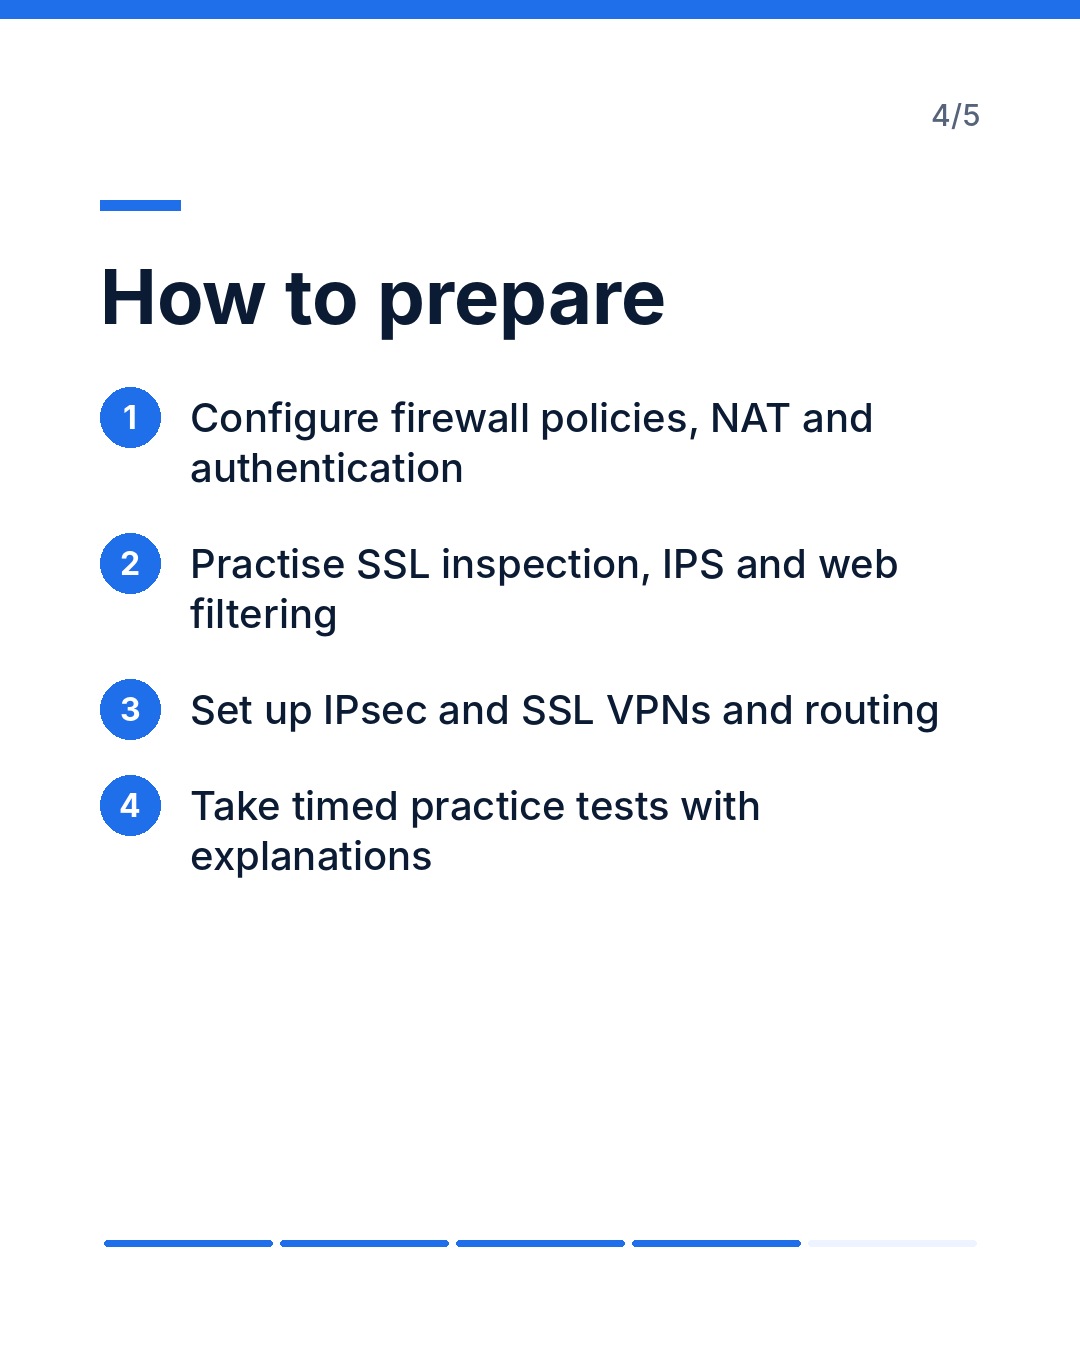 4/5
How to prepare
1 Configure firewall policies, NAT and
authentication
2 Practise SSL inspection, IPS and web
filtering
3 Set up IPsec and SSL VPNs and routing
4 Take timed practice tests with
explanations